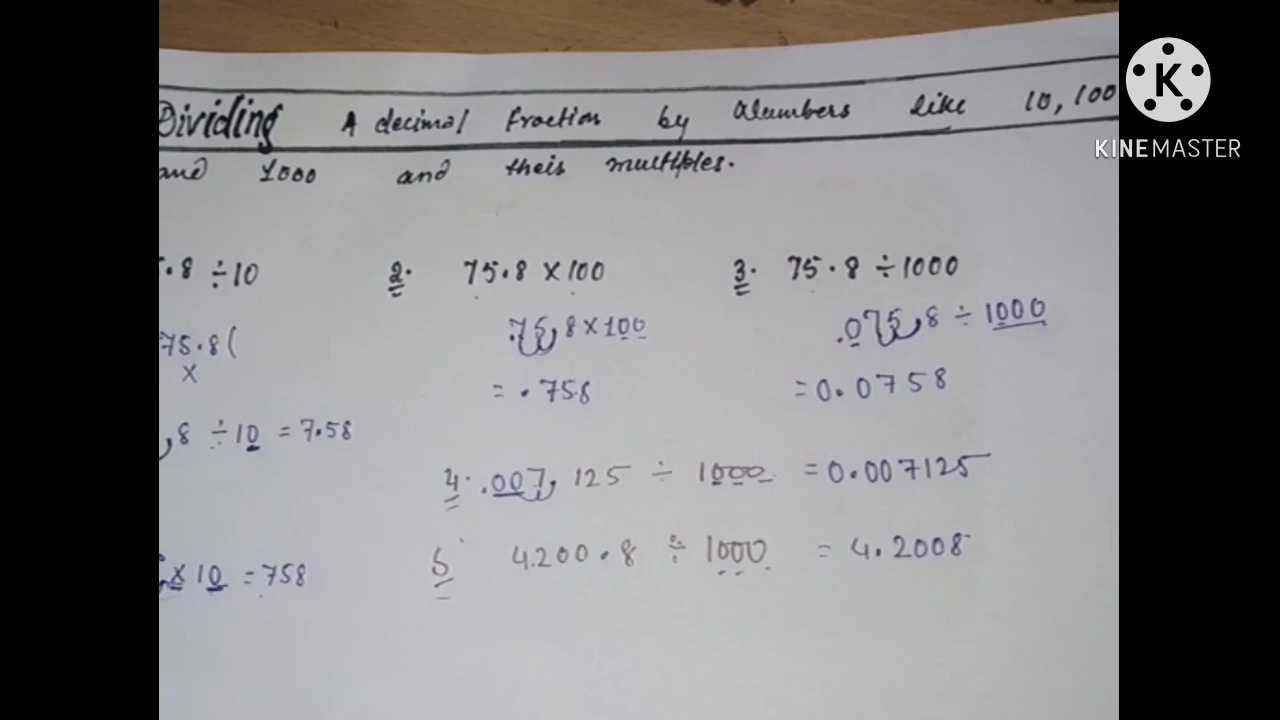 Dividing A decimal fraction by Numbers like 10, 100
and 1000 and their multiples.
K
KINEMASTER
.8 ÷ 10 2. 75.8 × 100 3. 75.8 ÷ 1000
75.8( .75,8 × 100 .075,8 ÷ 1000
×
= .758 = 0.0758
8 ÷ 10 = 7.58
4. .007,125 ÷ 1000 = 0.007125
5 4.200.8 ÷ 1000 = 4.2008
× 10 = 758